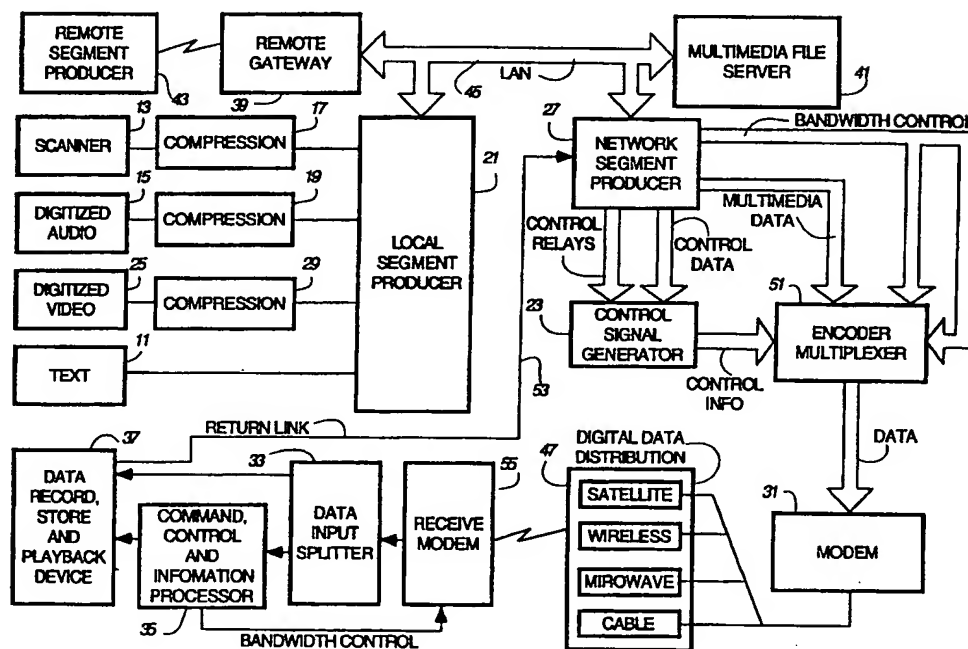 REMOTE
SEGMENT
PRODUCER
43
REMOTE
GATEWAY
39
LAN
45
MULTIMEDIA FILE
SERVER
41
SCANNER
13
COMPRESSION
17
DIGITIZED
AUDIO
15
COMPRESSION
19
DIGITIZED
VIDEO
25
COMPRESSION
29
TEXT
11
LOCAL
SEGMENT
PRODUCER
21
NETWORK
SEGMENT
PRODUCER
27
BANDWIDTH CONTROL
MULTIMEDIA
DATA
CONTROL
RELAYS
CONTROL
DATA
CONTROL
SIGNAL
GENERATOR
23
CONTROL
INFO
ENCODER
MULTIPLEXER
51
DATA
MODEM
31
DIGITAL DATA
DISTRIBUTION
47
SATELLITE
WIRELESS
MIROWAVE
CABLE
RECEIVE
MODEM
55
DATA
INPUT
SPLITTER
33
COMMAND,
CONTROL
AND
INFOMATION
PROCESSOR
35
BANDWIDTH CONTROL
DATA
RECORD,
STORE
AND
PLAYBACK
DEVICE
37
RETURN LINK
53